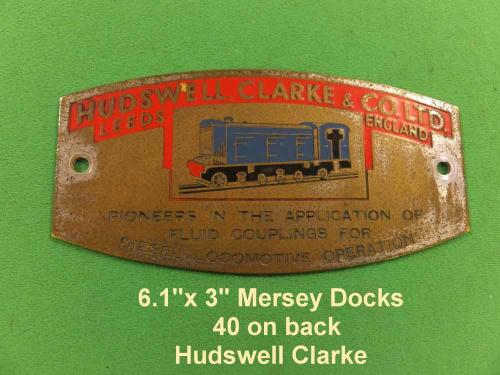 HUDSWELL CLARKE & CO. LTD.
LEEDS ENGLAND
PIONEERS IN THE APPLICATION OF
FLUID COUPLINGS FOR
DIESEL LOCOMOTIVE OPERATION
6.1"x 3" Mersey Docks
40 on back
Hudswell Clarke